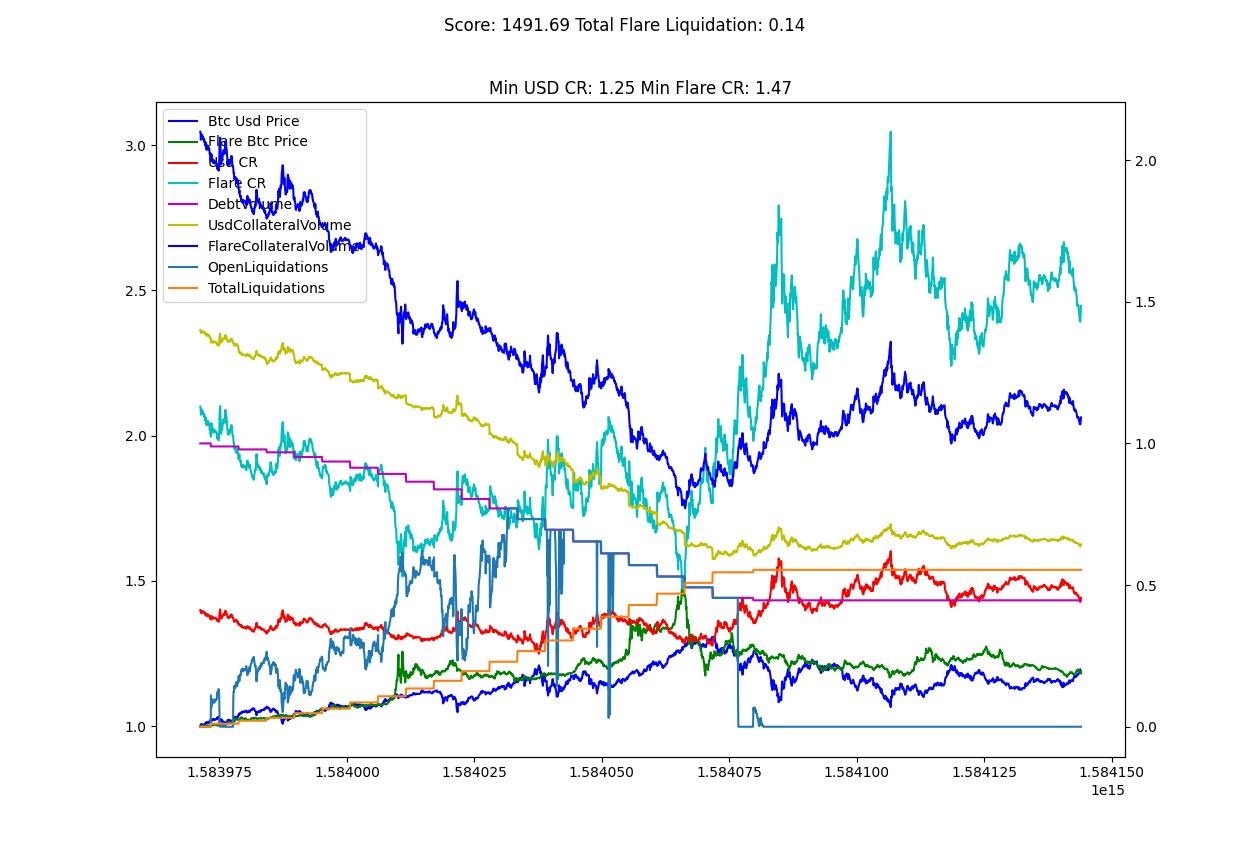 Score: 1491.69 Total Flare Liquidation: 0.14
Min USD CR: 1.25 Min Flare CR: 1.47
Btc Usd Price
Flare Btc Price
Usd CR
Flare CR
DebtVolume
UsdCollateralVolume
FlareCollateralVolume
OpenLiquidations
TotalLiquidations
3.0
2.5
2.0
1.5
1.0
2.0
1.5
1.0
0.5
0.0
1.583975 1.584000 1.584025 1.584050 1.584075 1.584100 1.584125 1.584150
1e15